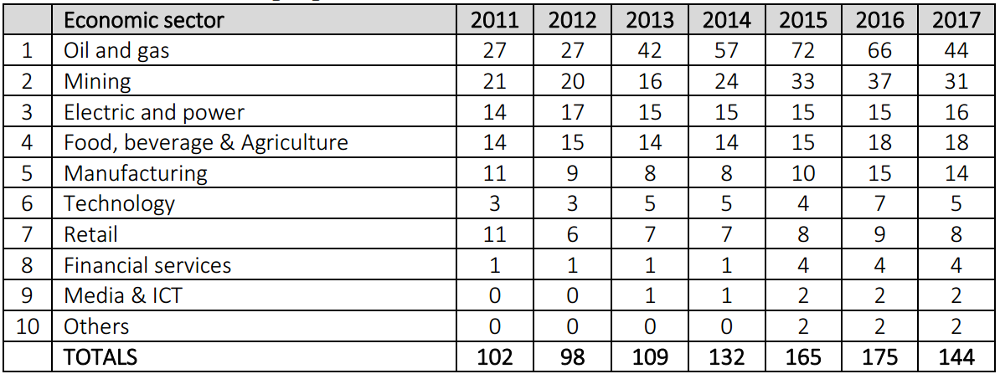 Economic sector 2011 2012 2013 2014 2015 2016 2017
1 Oil and gas 27 27 42 57 72 66 44
2 Mining 21 20 16 24 33 37 31
3 Electric and power 14 17 15 15 15 15 16
4 Food, beverage & Agriculture 14 15 14 14 15 18 18
5 Manufacturing 11 9 8 8 10 15 14
6 Technology 3 3 5 5 4 7 5
7 Retail 11 6 7 7 8 9 8
8 Financial services 1 1 1 1 4 4 4
9 Media & ICT 0 0 1 1 2 2 2
10 Others 0 0 0 0 2 2 2
TOTALS 102 98 109 132 165 175 144